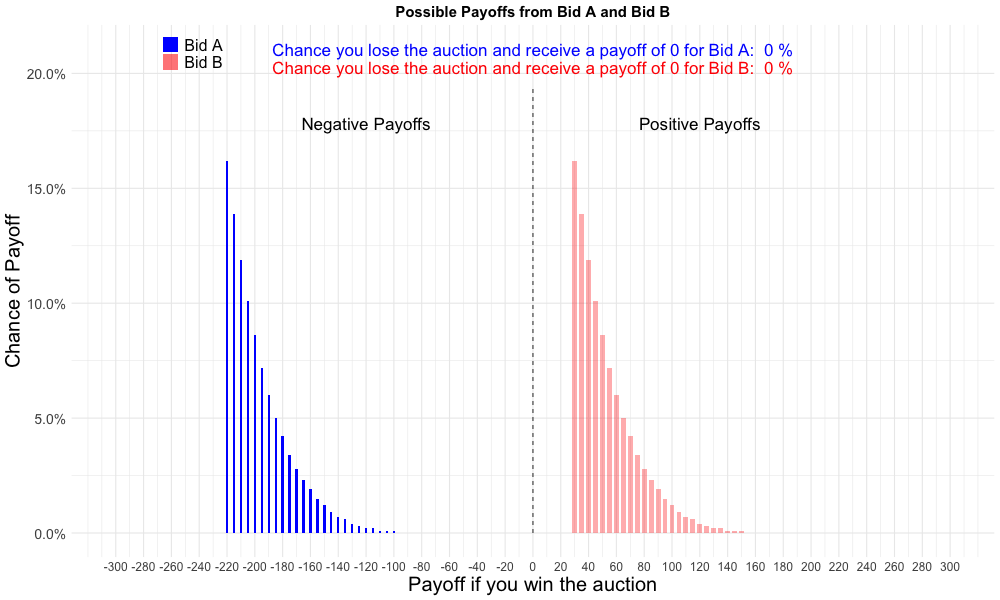 Possible Payoffs from Bid A and Bid B
Bid A
Bid B
Chance you lose the auction and receive a payoff of 0 for Bid A:  0 %
Chance you lose the auction and receive a payoff of 0 for Bid B:  0 %
Negative Payoffs
Positive Payoffs
Chance of Payoff
20.0%
15.0%
10.0%
5.0%
0.0%
-300 -280 -260 -240 -220 -200 -180 -160 -140 -120 -100 -80 -60 -40 -20 0 20 40 60 80 100 120 140 160 180 200 220 240 260 280 300
Payoff if you win the auction